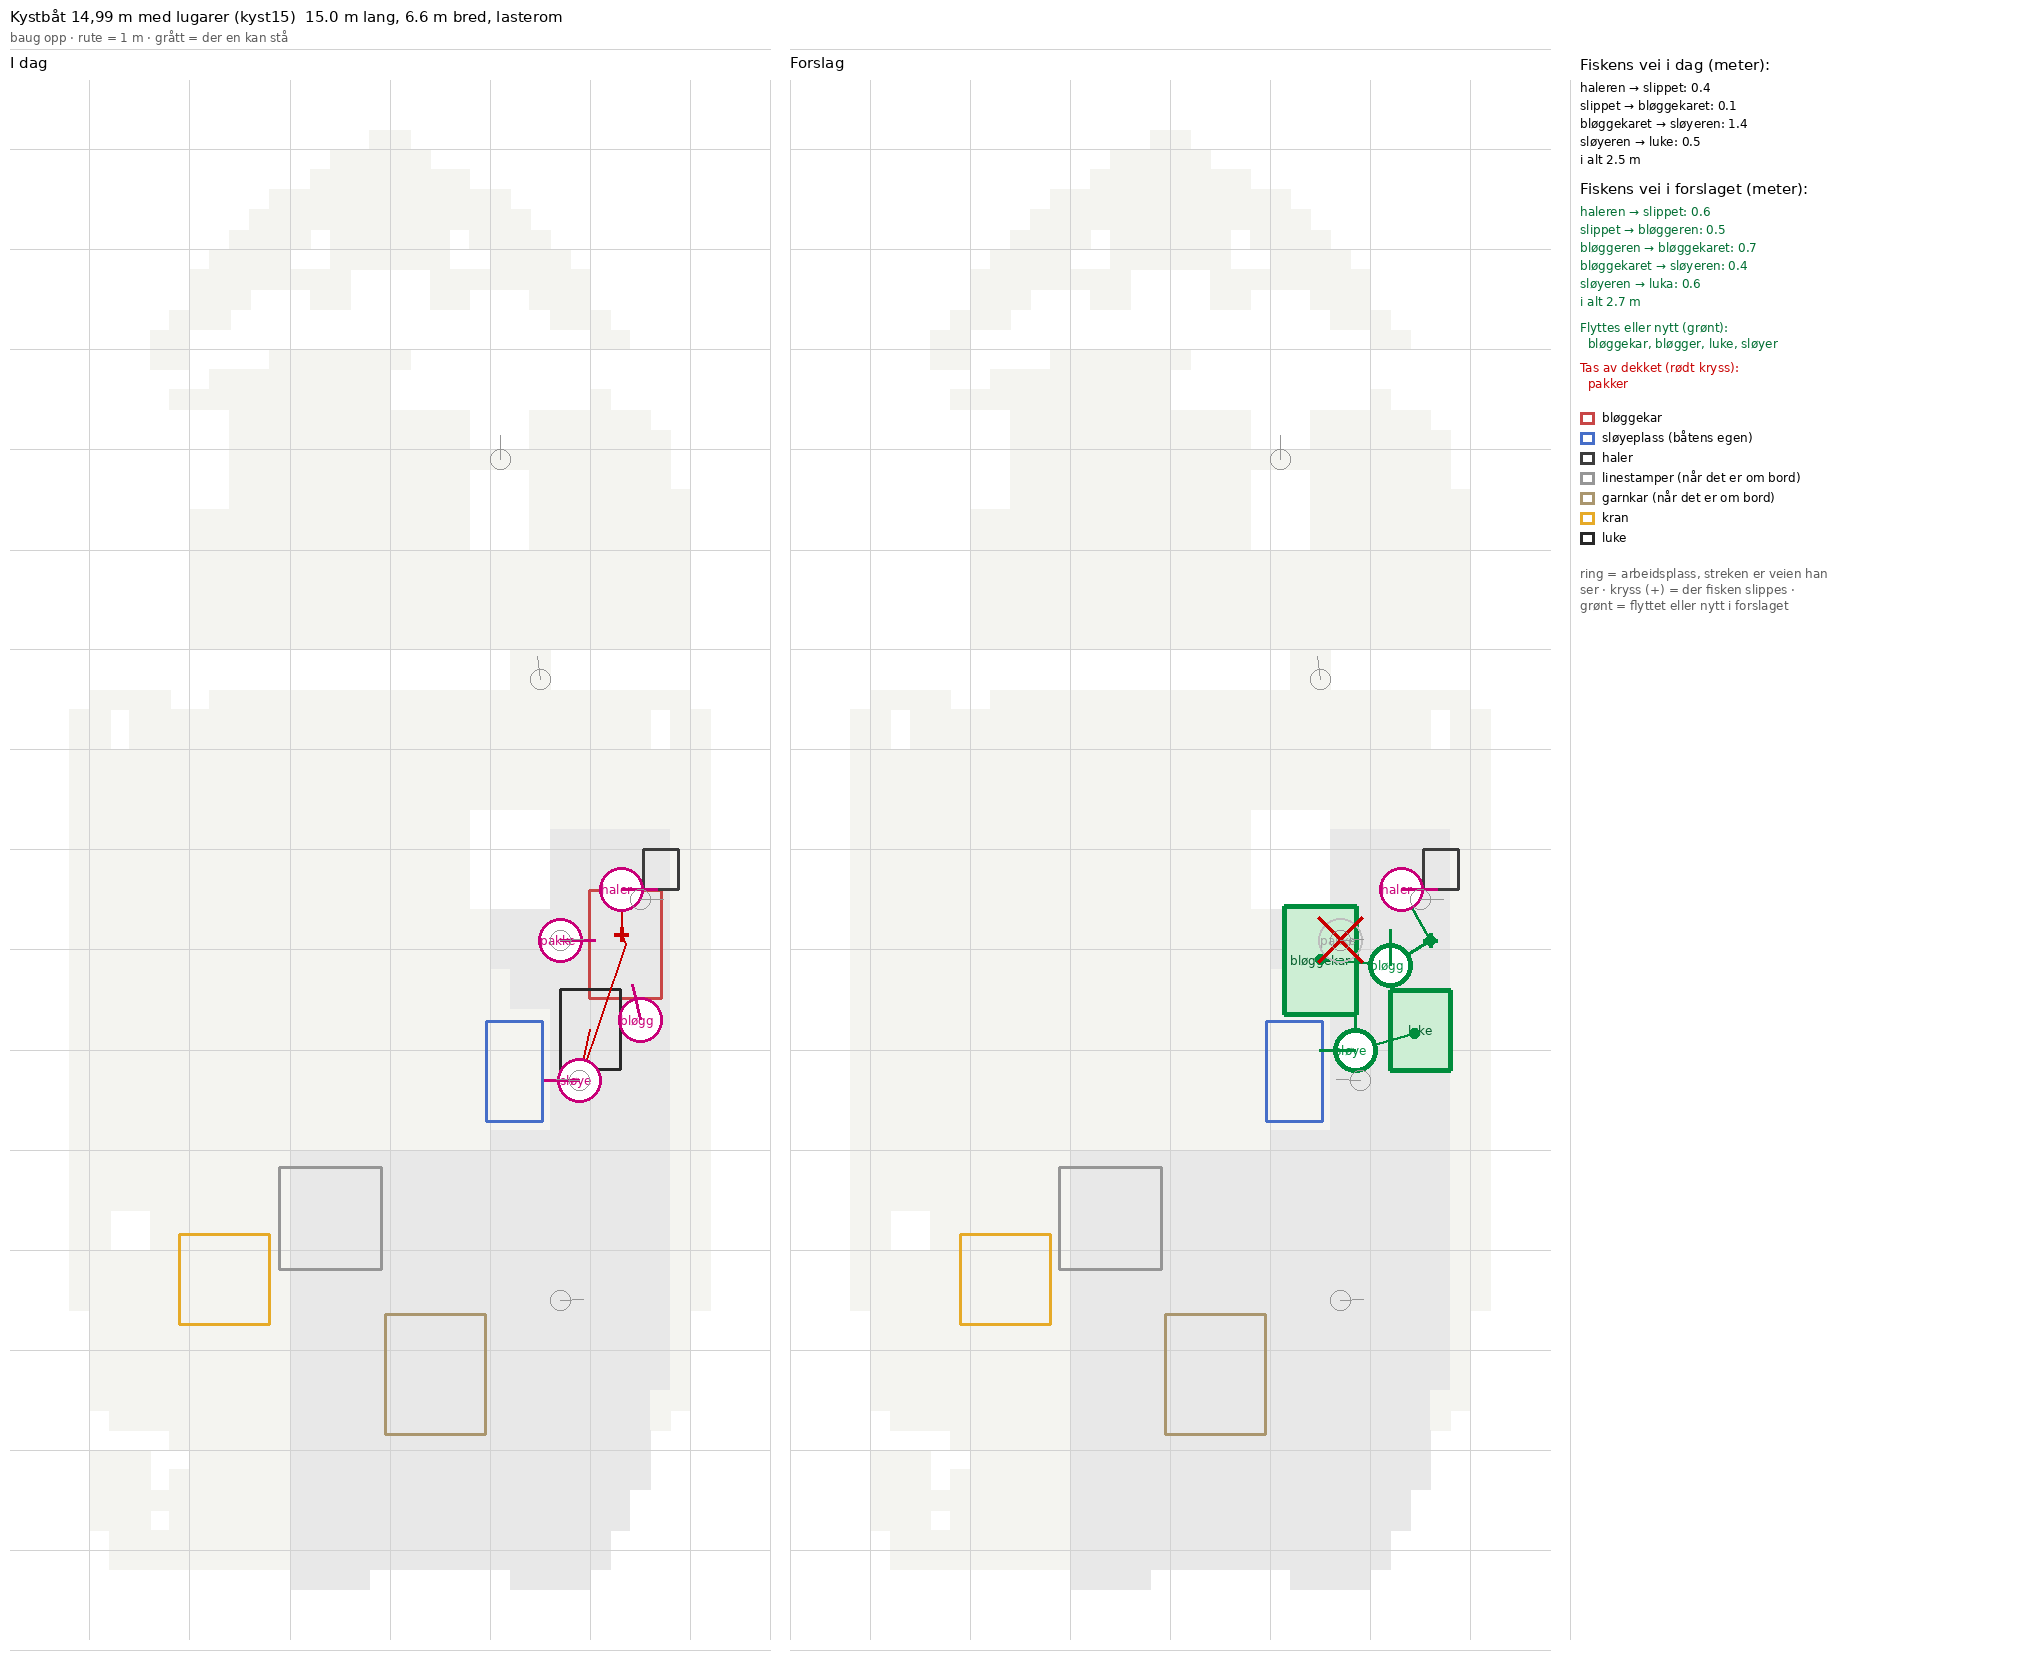 Kystbåt 14,99 m med lugarer (kyst15)  15.0 m lang, 6.6 m bred, lasterom
baug opp · rute = 1 m · grått = der en kan stå
I dag
Forslag
haler
pakke
bløgg
sløye
haler
bløggekar
bløgg
luke
sløye
Fiskens vei i dag (meter):
haleren → slippet: 0.4
slippet → bløggekaret: 0.1
bløggekaret → sløyeren: 1.4
sløyeren → luke: 0.5
i alt 2.5 m
Fiskens vei i forslaget (meter):
haleren → slippet: 0.6
slippet → bløggeren: 0.5
bløggeren → bløggekaret: 0.7
bløggekaret → sløyeren: 0.4
sløyeren → luka: 0.6
i alt 2.7 m
Flyttes eller nytt (grønt):
bløggekar, bløgger, luke, sløyer
Tas av dekket (rødt kryss):
pakker
bløggekar
sløyeplass (båtens egen)
haler
linestamper (når det er om bord)
garnkar (når det er om bord)
kran
luke
ring = arbeidsplass, streken er veien han
ser · kryss (+) = der fisken slippes ·
grønt = flyttet eller nytt i forslaget